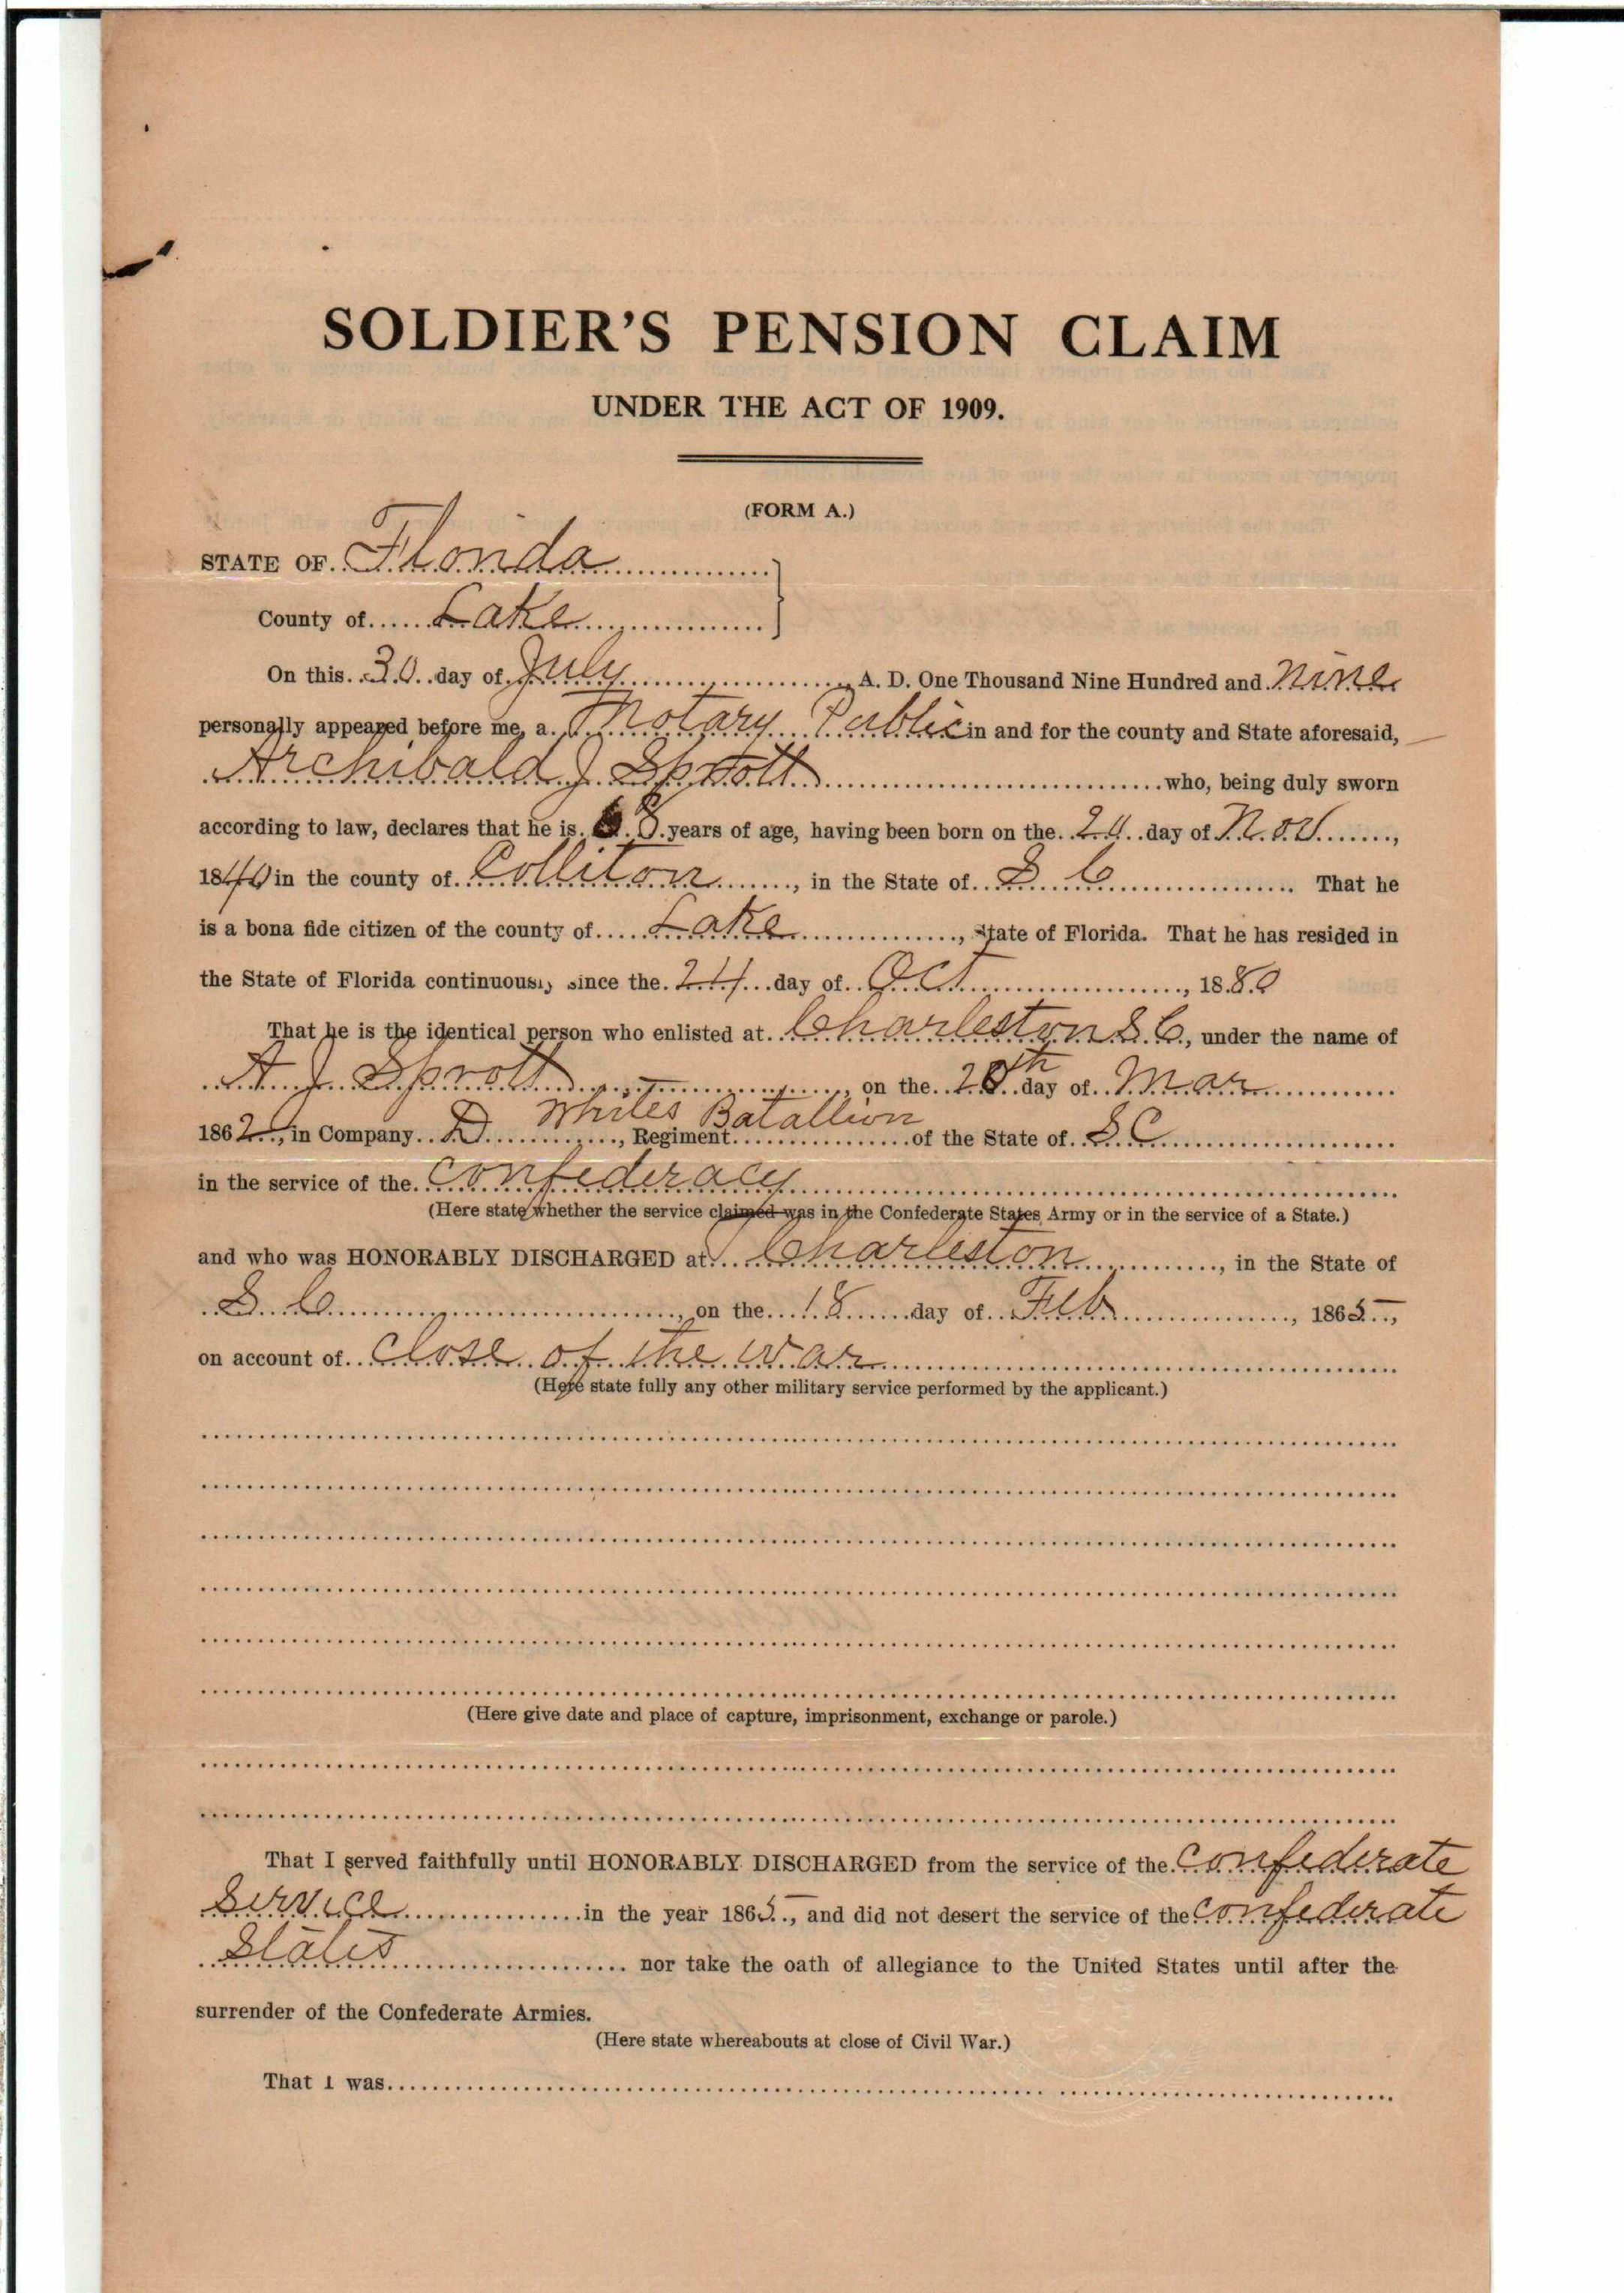 SOLDIER'S PENSION CLAIM
UNDER THE ACT OF 1909.
(FORM A.)
STATE OF Florida
County of Lake
On this 30 day of July A. D. One Thousand Nine Hundred and Nine
personally appeared before me, a Notary Public in and for the county and State aforesaid,
Archibald J. Sprott who, being duly sworn
according to law, declares that he is 68 years of age, having been born on the day of Nov,
1840 in the county of Colliton, in the State of S C. That he
is a bona fide citizen of the county of Lake, State of Florida. That he has resided in
the State of Florida continuously since the 24 day of Oct, 1880
That he is the identical person who enlisted at Charleston S. C., under the name of
A J Sprott, on the 20th day of Mar
1862, in Company D Whites Batallion, Regiment of the State of S C
in the service of the Confederacy
(Here state whether the service claimed was in the Confederate States Army or in the service of a State.)
and who was HONORABLY DISCHARGED at Charleston, in the State of
S C, on the 18 day of Feb, 1865,
on account of Close of the War
(Here state fully any other military service performed by the applicant.)
(Here give date and place of capture, imprisonment, exchange or parole.)
That I served faithfully until HONORABLY DISCHARGED from the service of the Confederate
Service in the year 1865, and did not desert the service of the Confederate
States nor take the oath of allegiance to the United States until after the
surrender of the Confederate Armies.
(Here state whereabouts at close of Civil War.)
That I was